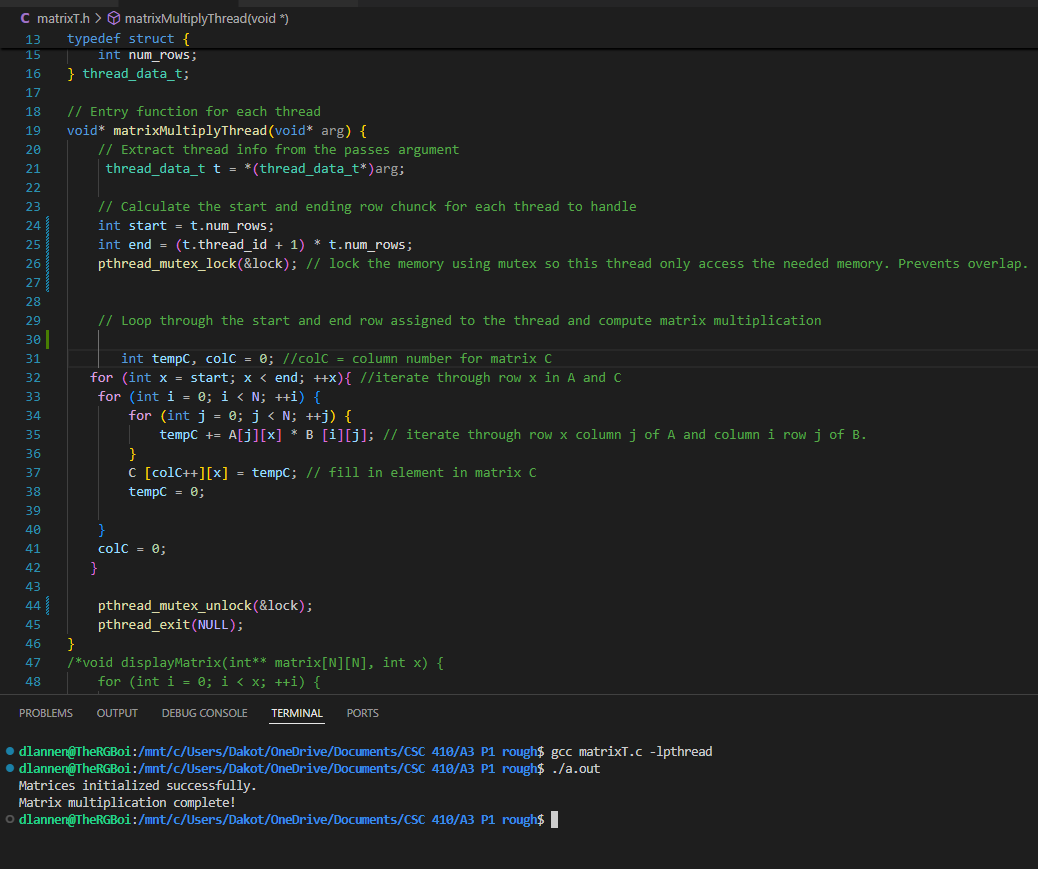 C matrixT.h > matrixMultiplyThread(void *)
13 typedef struct {
15 int num_rows;
16 } thread_data_t;
17
18 // Entry function for each thread
19 void* matrixMultiplyThread(void* arg) {
20 // Extract thread info from the passes argument
21 thread_data_t t = *(thread_data_t*)arg;
22
23 // Calculate the start and ending row chunck for each thread to handle
24 int start = t.num_rows;
25 int end = (t.thread_id + 1) * t.num_rows;
26 pthread_mutex_lock(&lock); // lock the memory using mutex so this thread only access the needed memory. Prevents overlap.
27
28
29 // Loop through the start and end row assigned to the thread and compute matrix multiplication
30
31 int tempC, colC = 0; //colC = column number for matrix C
32 for (int x = start; x < end; ++x){ //iterate through row x in A and C
33 for (int i = 0; i < N; ++i) {
34 for (int j = 0; j < N; ++j) {
35 tempC += A[j][x] * B [i][j]; // iterate through row x column j of A and column i row j of B.
36 }
37 C [colC++][x] = tempC; // fill in element in matrix C
38 tempC = 0;
39
40 }
41 colC = 0;
42 }
43
44 pthread_mutex_unlock(&lock);
45 pthread_exit(NULL);
46 }
47 /*void displayMatrix(int** matrix[N][N], int x) {
48 for (int i = 0; i < x; ++i) {
PROBLEMS OUTPUT DEBUG CONSOLE TERMINAL PORTS
dlannen@TheRGBoi:/mnt/c/Users/Dakot/OneDrive/Documents/CSC 410/A3 P1 rough$ gcc matrixT.c -lpthread
dlannen@TheRGBoi:/mnt/c/Users/Dakot/OneDrive/Documents/CSC 410/A3 P1 rough$ ./a.out
Matrices initialized successfully.
Matrix multiplication complete!
dlannen@TheRGBoi:/mnt/c/Users/Dakot/OneDrive/Documents/CSC 410/A3 P1 rough$